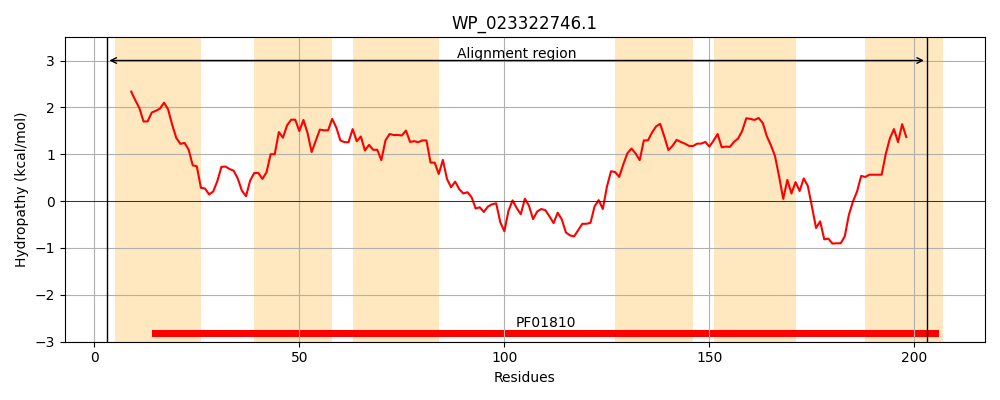 WP_023322746.1
Alignment region
3
2
1
0
−1
−2
−3
Hydropathy (kcal/mol)
PF01810
0 50 100 150 200
Residues